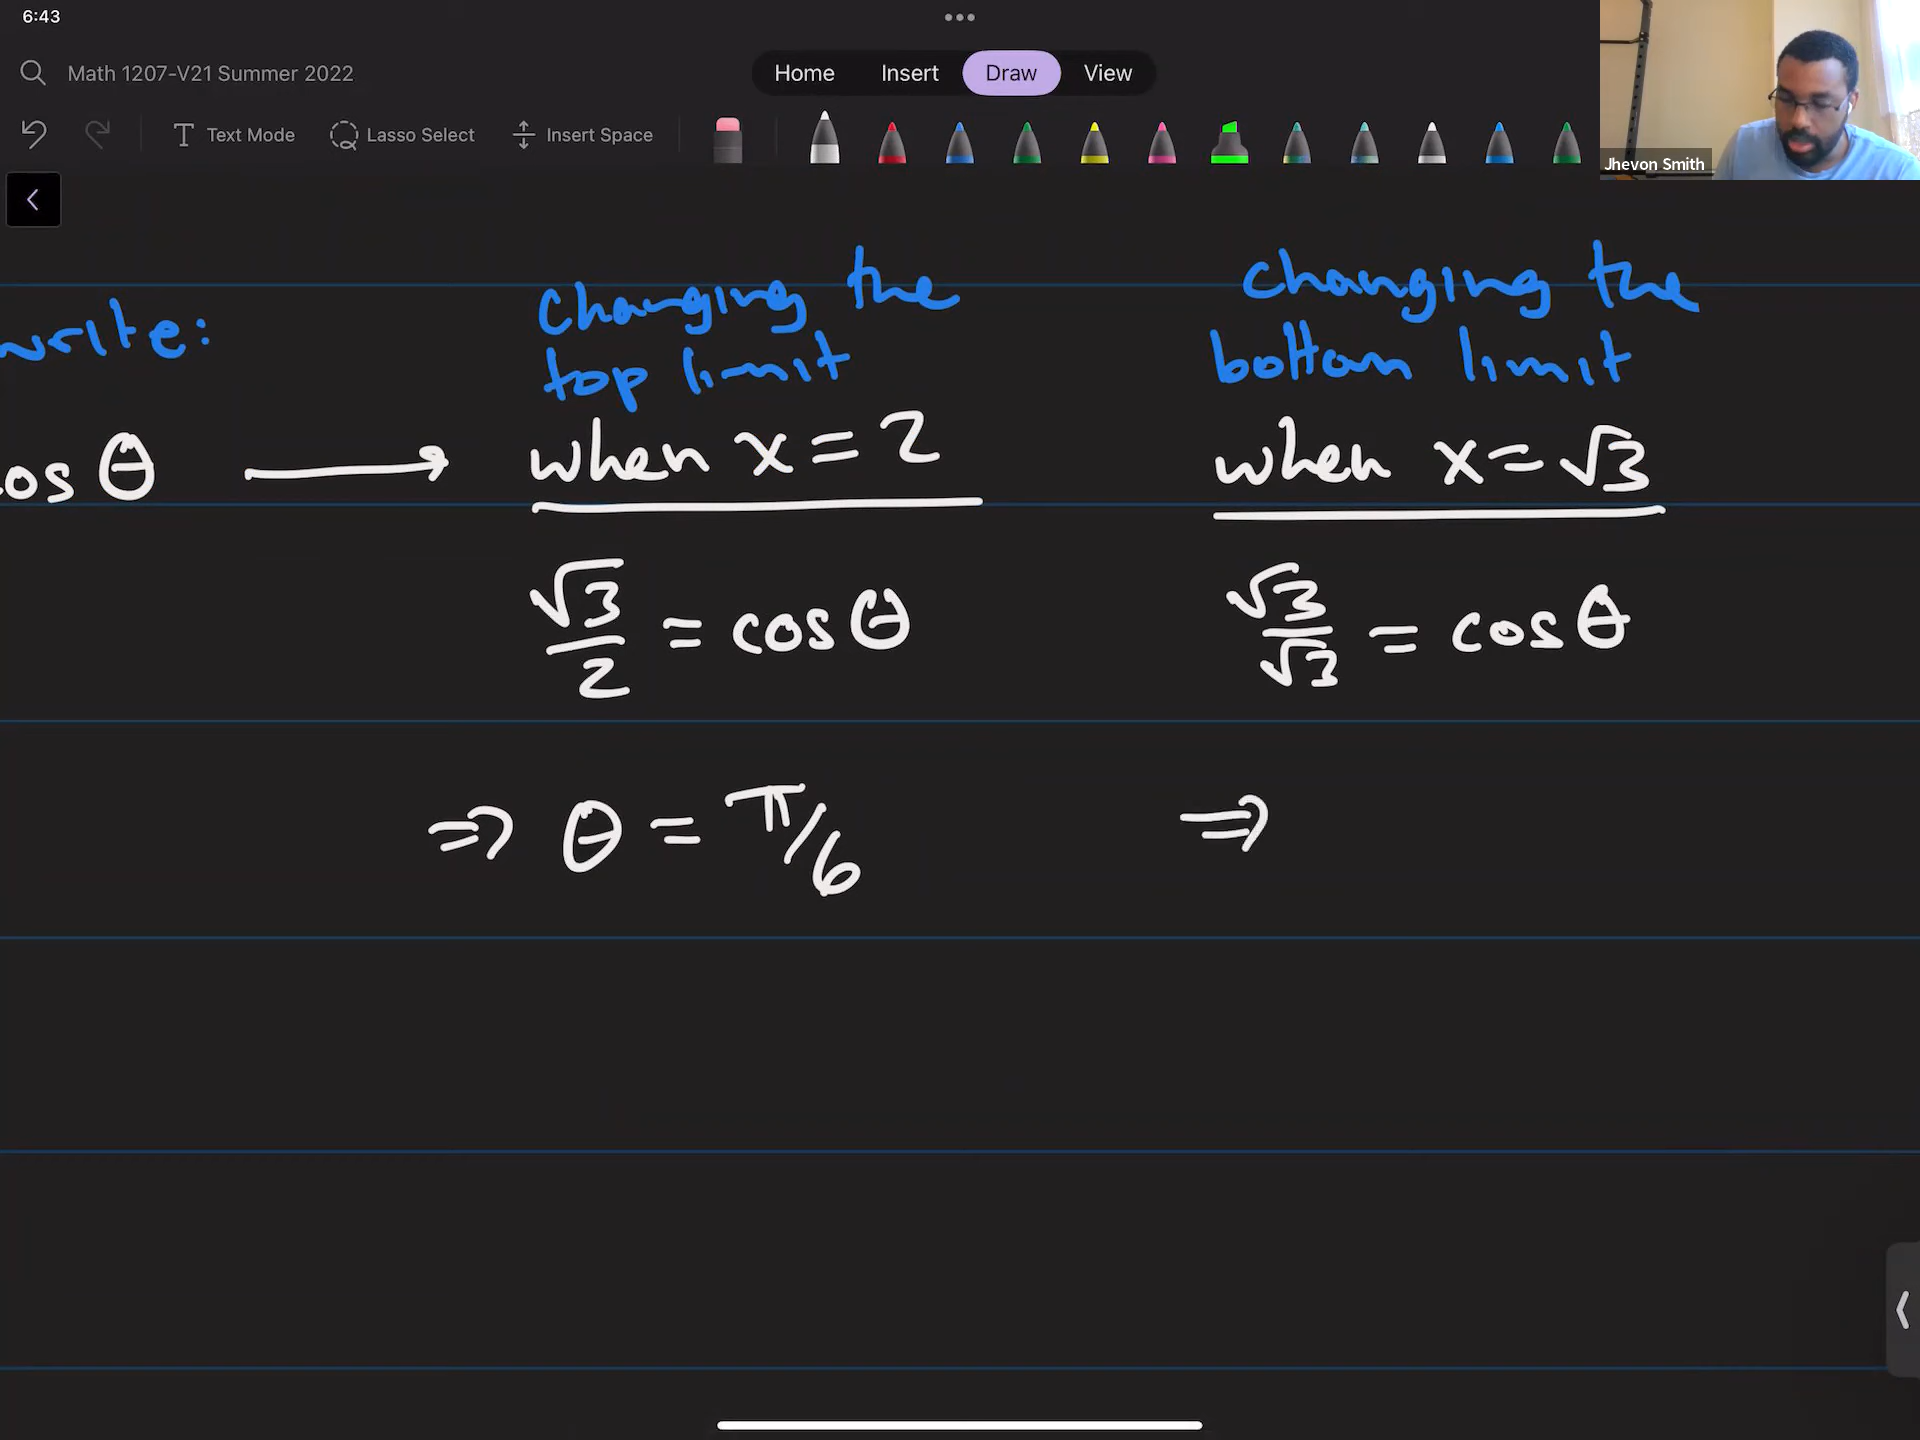 6:43
Math 1207-V21 Summer 2022
Home Insert Draw View
Text Mode Lasso Select Insert Space
Jhevon Smith
write:
changing the
top limit
changing the
bottom limit
os θ → when x = 2
when x = √3
√3/2 = cos θ
√3/√3 = cos θ
⇒ θ = π/6
⇒